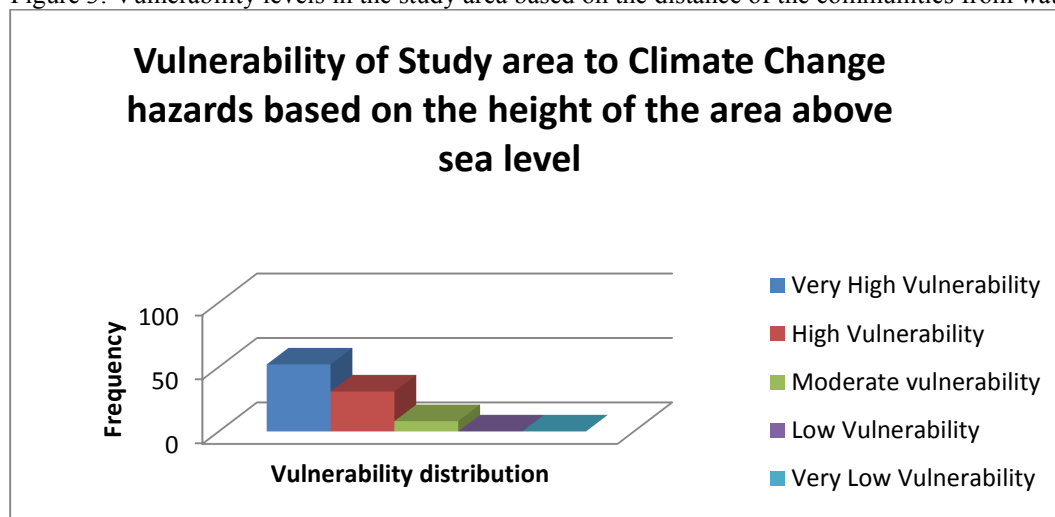 Vulnerability of Study area to Climate Change
hazards based on the height of the area above
sea level
100
50
0
Frequency
Vulnerability distribution
Very High Vulnerability
High Vulnerability
Moderate vulnerability
Low Vulnerability
Very Low Vulnerability